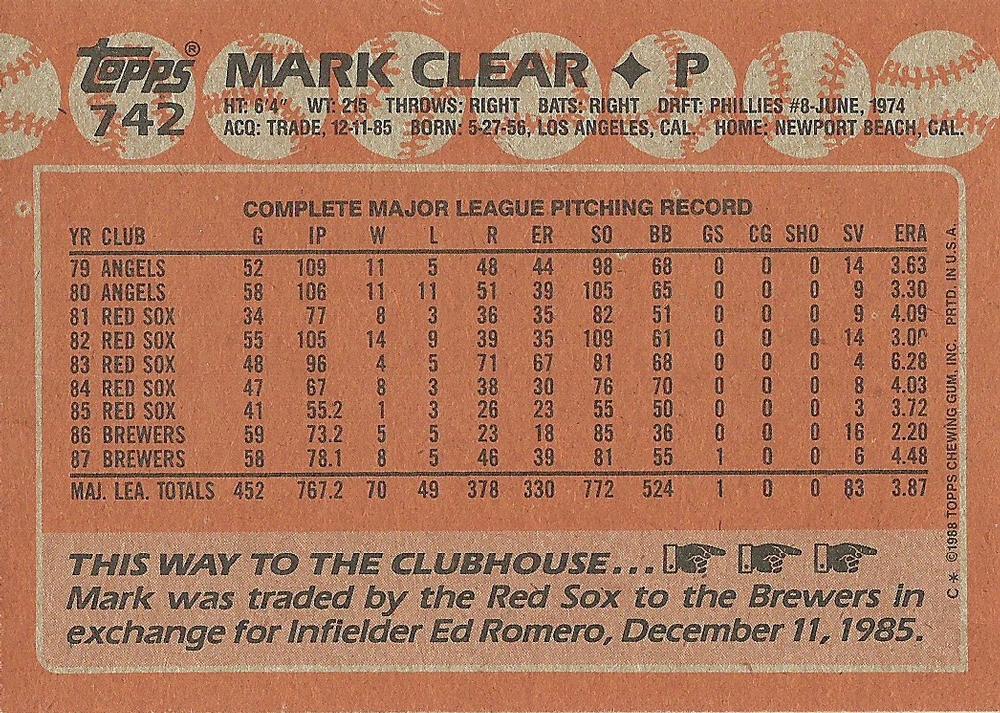 Topps® MARK CLEAR ✦ P
742 HT: 6'4" WT: 215 THROWS: RIGHT BATS: RIGHT DRFT: PHILLIES #8-JUNE, 1974
ACQ: TRADE, 12-11-85 BORN: 5-27-56, LOS ANGELES, CAL. HOME: NEWPORT BEACH, CAL.
COMPLETE MAJOR LEAGUE PITCHING RECORD
YR CLUB G IP W L R ER SO BB GS CG SHO SV ERA
79 ANGELS 52 109 11 5 48 44 98 68 0 0 0 14 3.63
80 ANGELS 58 106 11 11 51 39 105 65 0 0 0 9 3.30
81 RED SOX 34 77 8 3 36 35 82 51 0 0 0 9 4.09
82 RED SOX 55 105 14 9 39 35 109 61 0 0 0 14 3.00
83 RED SOX 48 96 4 5 71 67 81 68 0 0 0 4 6.28
84 RED SOX 47 67 8 3 38 30 76 70 0 0 0 8 4.03
85 RED SOX 41 55.2 1 3 26 23 55 50 0 0 0 3 3.72
86 BREWERS 59 73.2 5 5 23 18 85 36 0 0 0 16 2.20
87 BREWERS 58 78.1 8 5 46 39 81 55 1 0 0 6 4.48
MAJ. LEA. TOTALS 452 767.2 70 49 378 330 772 524 1 0 0 83 3.87
THIS WAY TO THE CLUBHOUSE...
Mark was traded by the Red Sox to the Brewers in
exchange for Infielder Ed Romero, December 11, 1985.
C * ©1988 TOPPS CHEWING GUM, INC. PRTD. IN U.S.A.